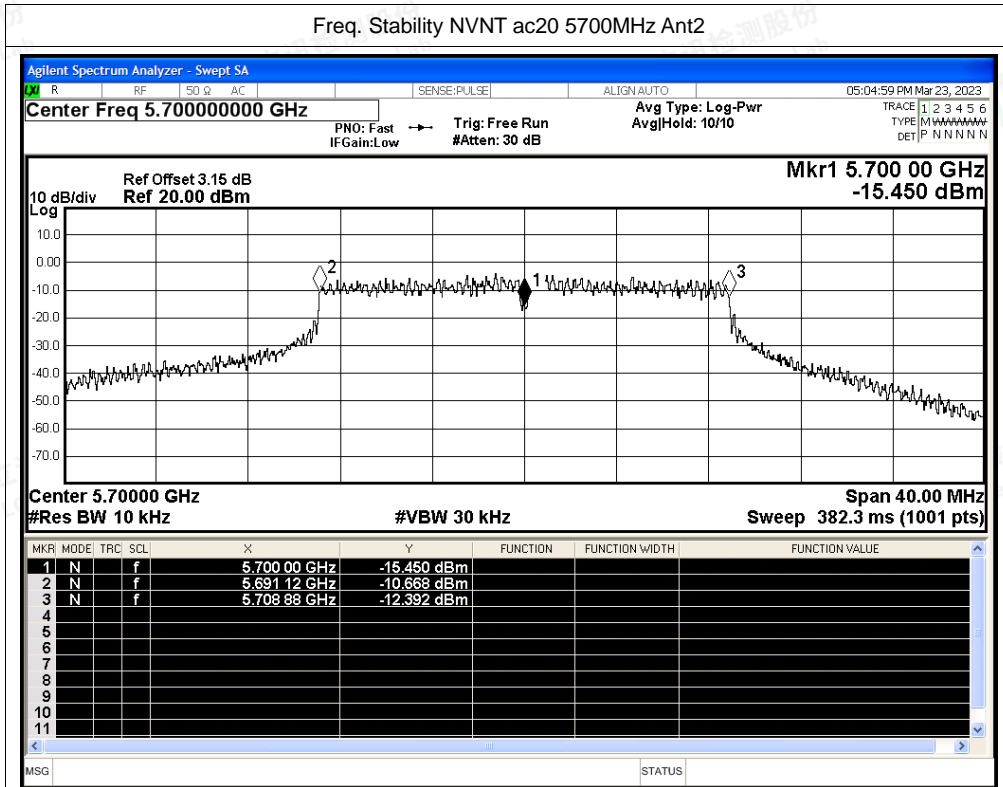 Freq. Stability NVNT ac20 5700MHz Ant2
Agilent Spectrum Analyzer - Swept SA
LXI R RF 50 Ω AC SENSE:PULSE ALIGN AUTO 05:04:59 PM Mar 23, 2023
Center Freq 5.700000000 GHz Avg Type: Log-Pwr TRACE 1 2 3 4 5 6
PNO: Fast Trig: Free Run Avg|Hold: 10/10 TYPE M WWWWW
IFGain:Low #Atten: 30 dB DET P N N N N N
Mkr1 5.700 00 GHz
Ref Offset 3.15 dB
10 dB/div Ref 20.00 dBm -15.450 dBm
Log
10.0
0.00
2 1 3
-10.0
-20.0
-30.0
-40.0
-50.0
-60.0
-70.0
Center 5.70000 GHz Span 40.00 MHz
#Res BW 10 kHz #VBW 30 kHz Sweep 382.3 ms (1001 pts)
MKR MODE TRC SCL X Y FUNCTION FUNCTION WIDTH FUNCTION VALUE
1 N f 5.700 00 GHz -15.450 dBm
2 N f 5.691 12 GHz -10.668 dBm
3 N f 5.708 88 GHz -12.392 dBm
4
5
6
7
8
9
10
11
MSG STATUS